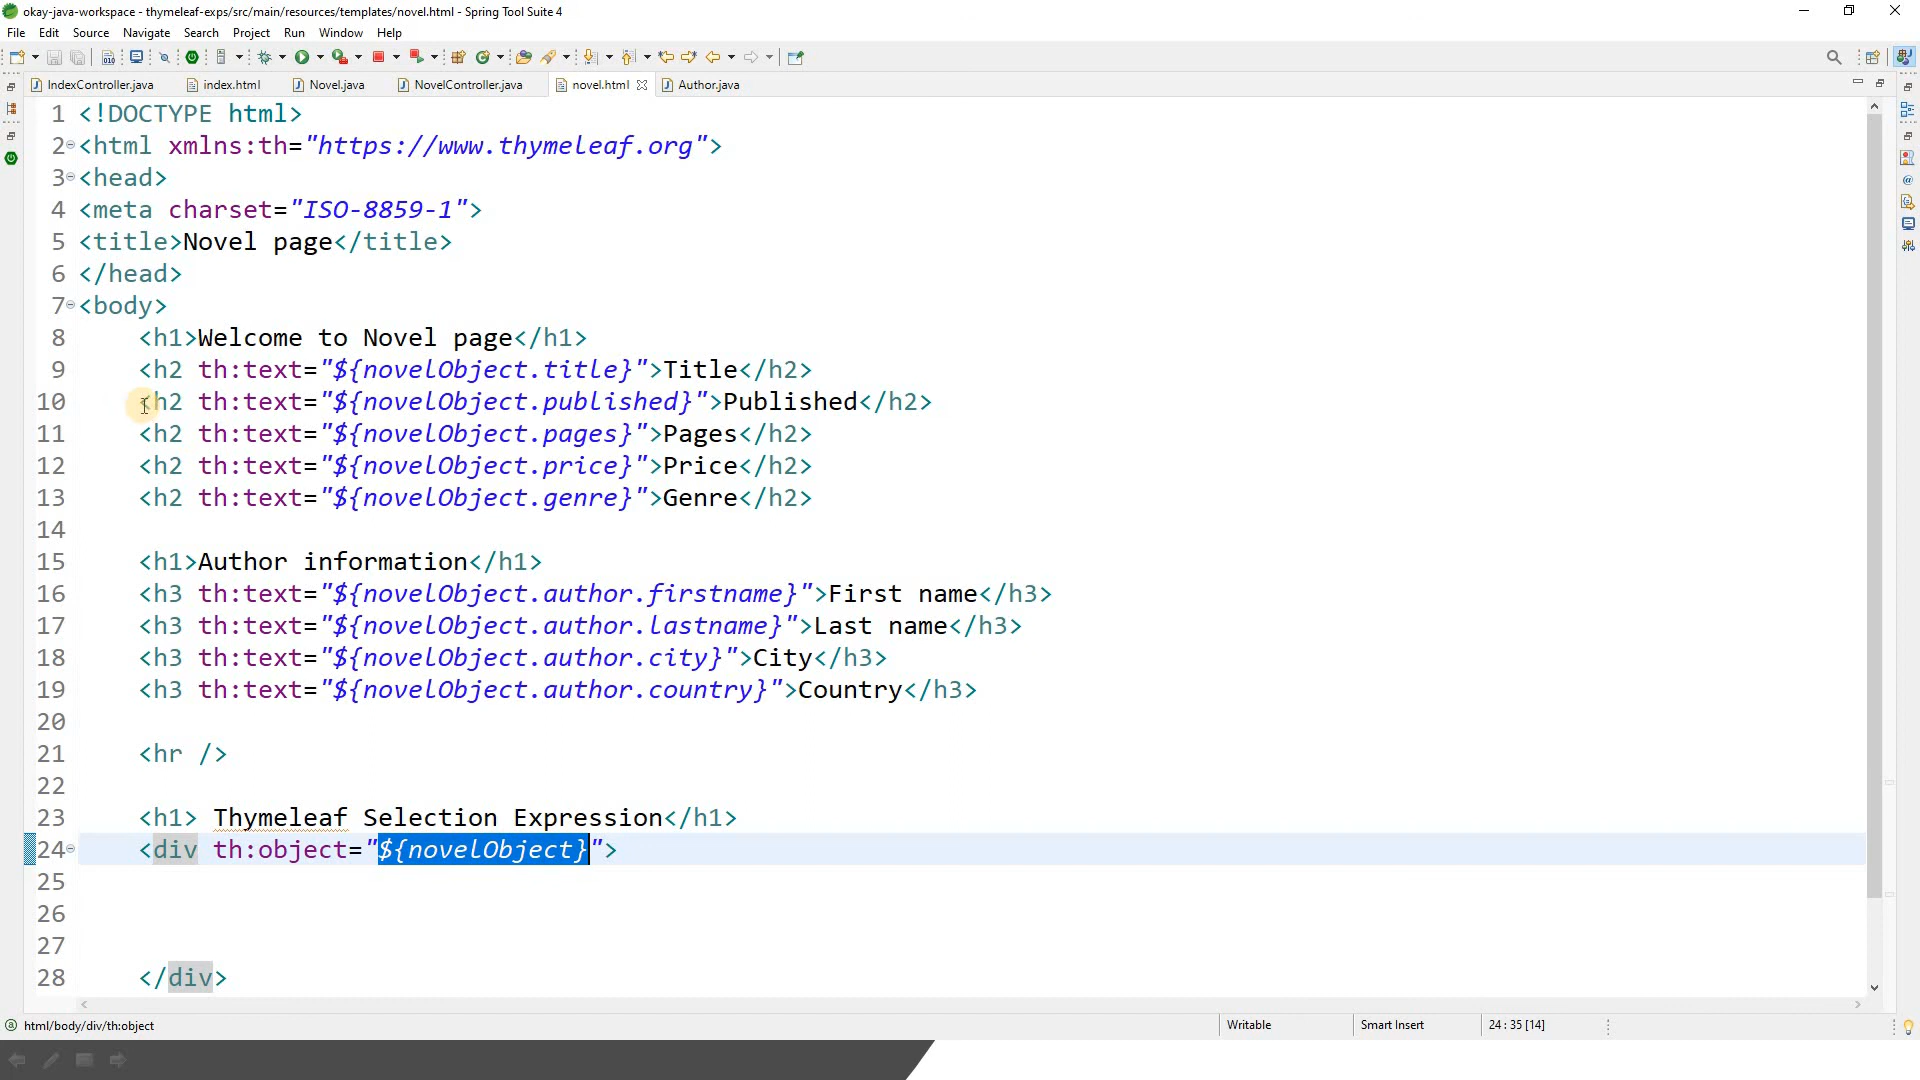 okay-java-workspace - thymeleaf-exps/src/main/resources/templates/novel.html - Spring Tool Suite 4
File Edit Source Navigate Search Project Run Window Help
IndexController.java index.html Novel.java NovelController.java novel.html Author.java
1 <!DOCTYPE html>
2 <html xmlns:th="https://www.thymeleaf.org">
3 <head>
4 <meta charset="ISO-8859-1">
5 <title>Novel page</title>
6 </head>
7 <body>
8 <h1>Welcome to Novel page</h1>
9 <h2 th:text="${novelObject.title}">Title</h2>
10 <h2 th:text="${novelObject.published}">Published</h2>
11 <h2 th:text="${novelObject.pages}">Pages</h2>
12 <h2 th:text="${novelObject.price}">Price</h2>
13 <h2 th:text="${novelObject.genre}">Genre</h2>
14
15 <h1>Author information</h1>
16 <h3 th:text="${novelObject.author.firstname}">First name</h3>
17 <h3 th:text="${novelObject.author.lastname}">Last name</h3>
18 <h3 th:text="${novelObject.author.city}">City</h3>
19 <h3 th:text="${novelObject.author.country}">Country</h3>
20
21 <hr />
22
23 <h1> Thymeleaf Selection Expression</h1>
24 <div th:object="${novelObject}">
25
26
27
28 </div>
html/body/div/th:object Writable Smart Insert 24 : 35 [14]